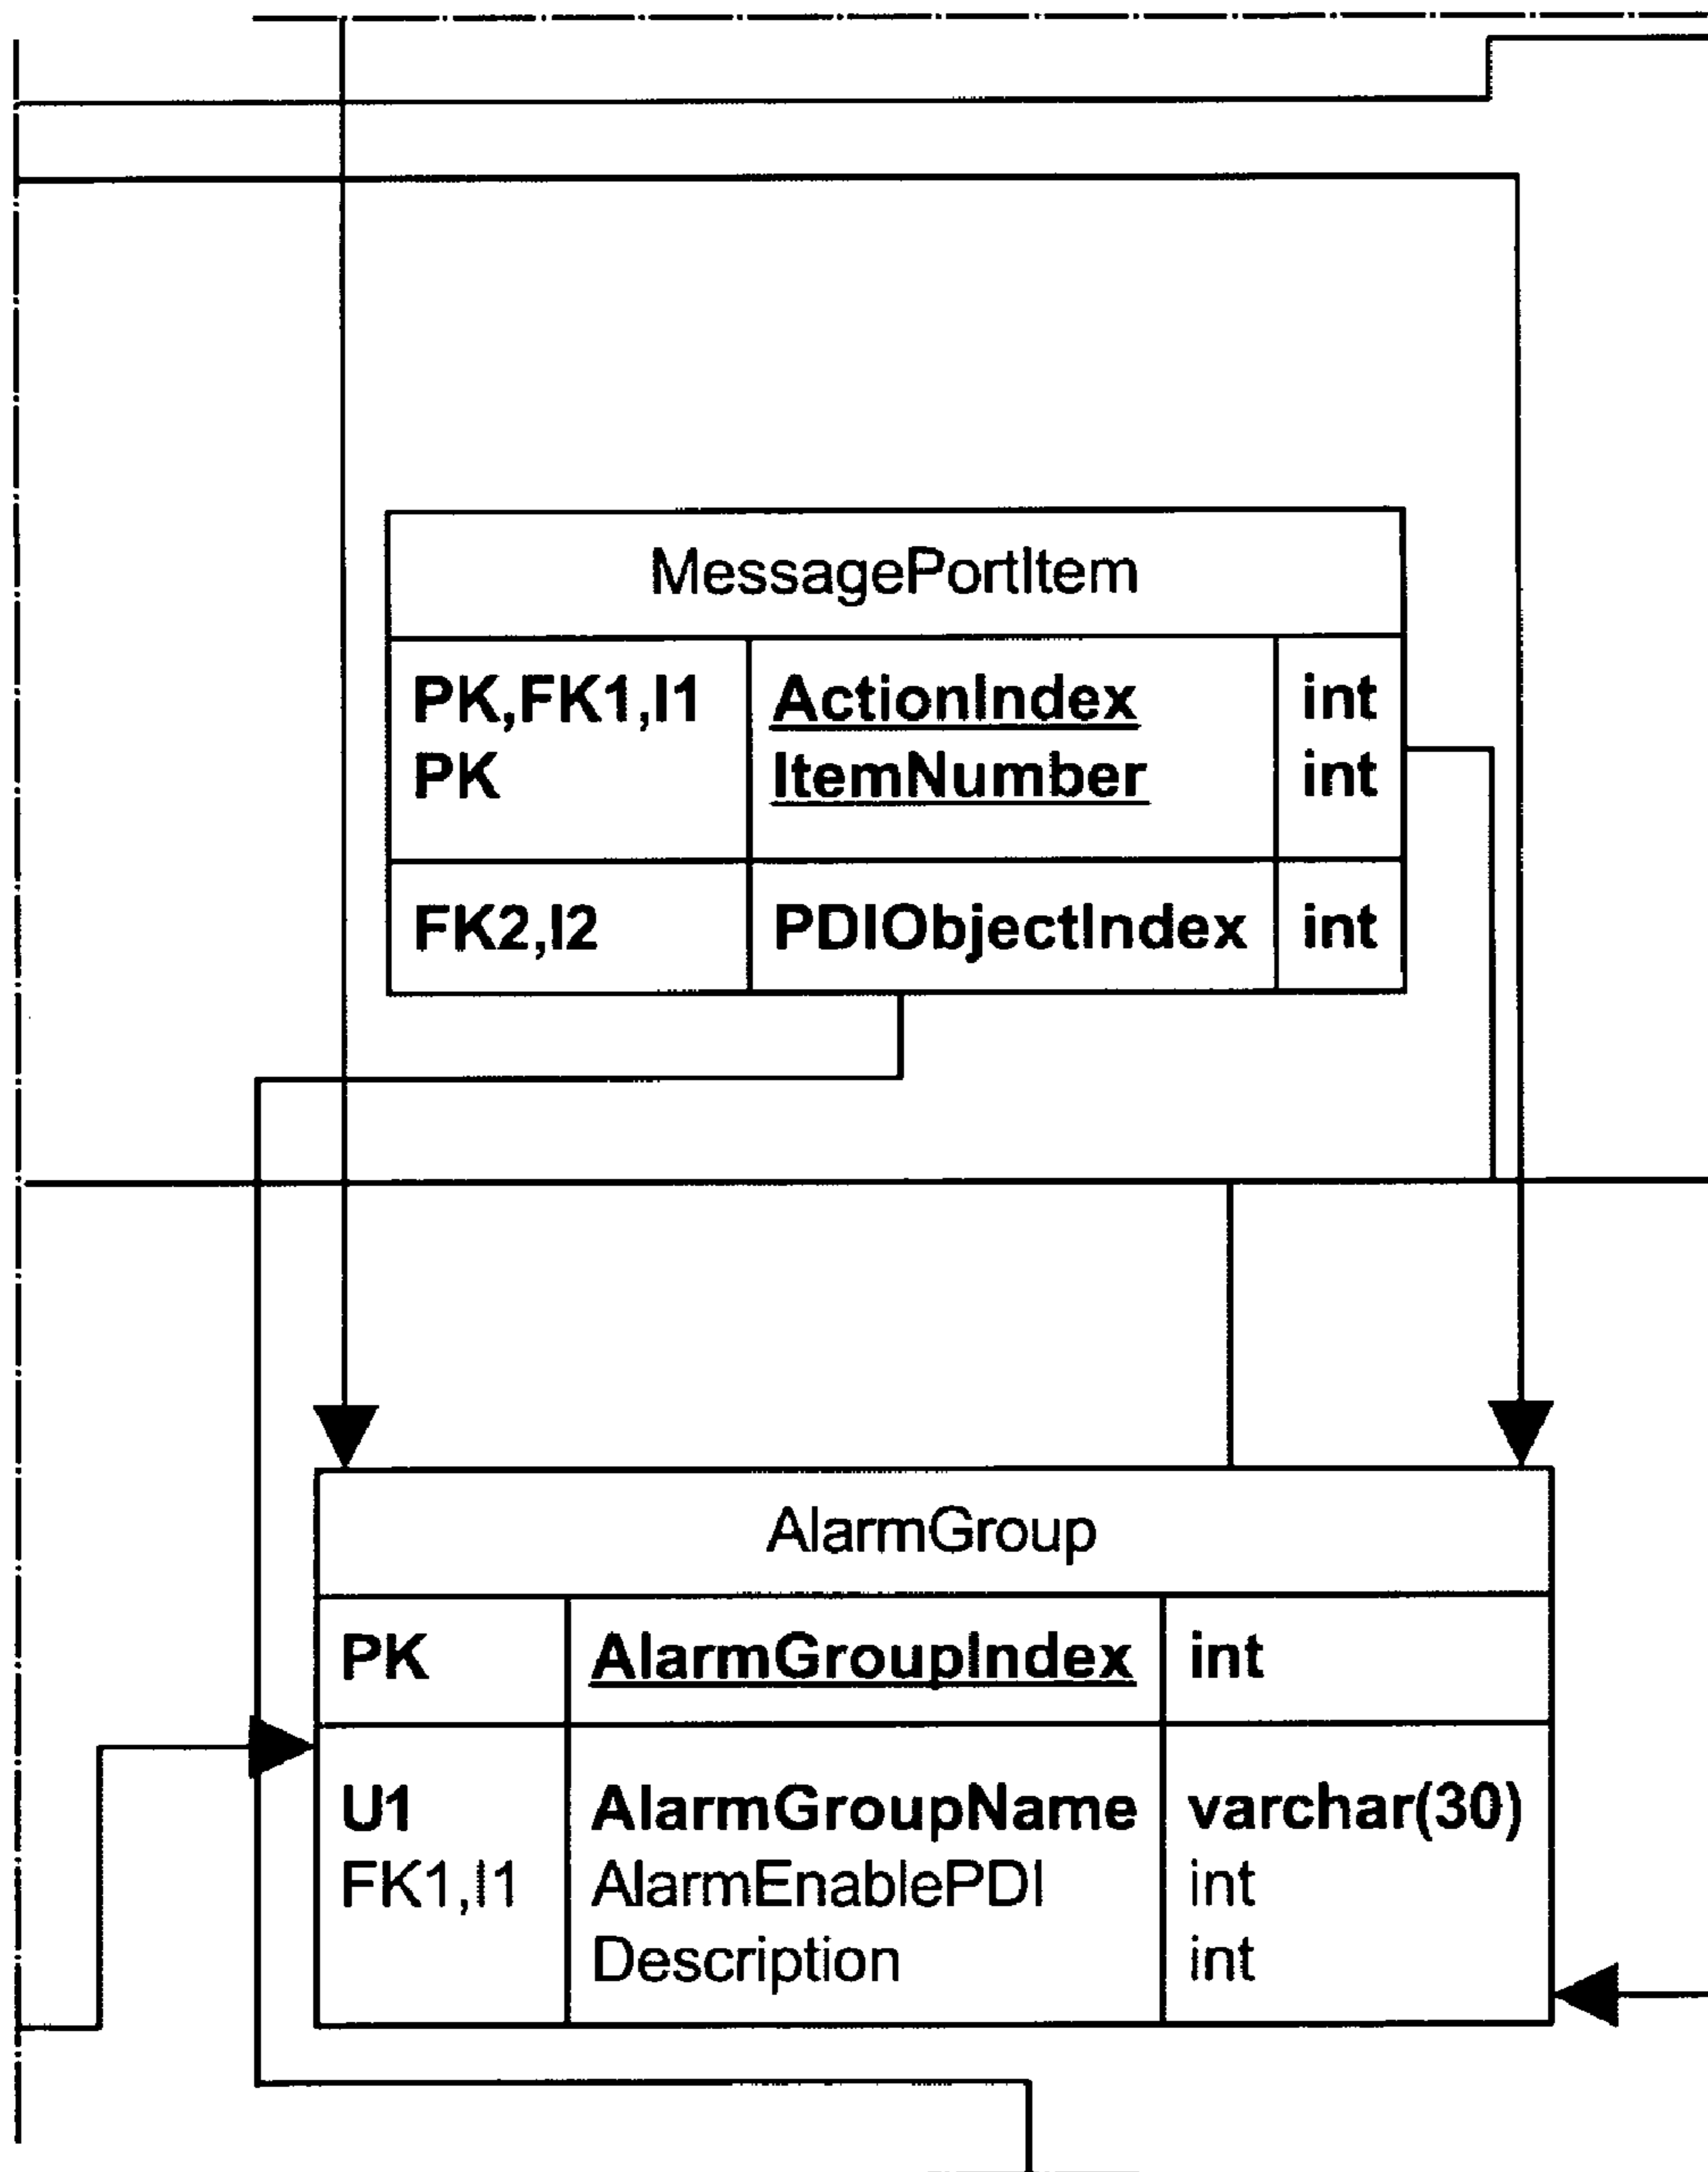 MessagePortItem
PK,FK1,I1 ActionIndex int
PK ItemNumber int
FK2,I2 PDIObjectIndex int
AlarmGroup
PK AlarmGroupIndex int
U1 AlarmGroupName varchar(30)
FK1,I1 AlarmEnablePDI int
Description int